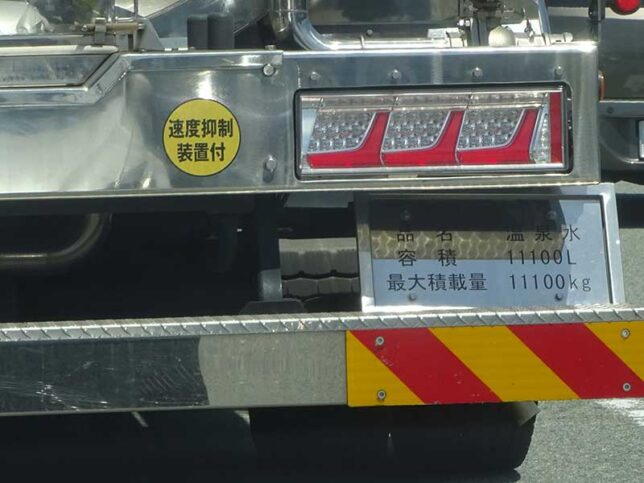 速度抑制
装置付
品名 温泉水
容積 11100L
最大積載量 11100kg